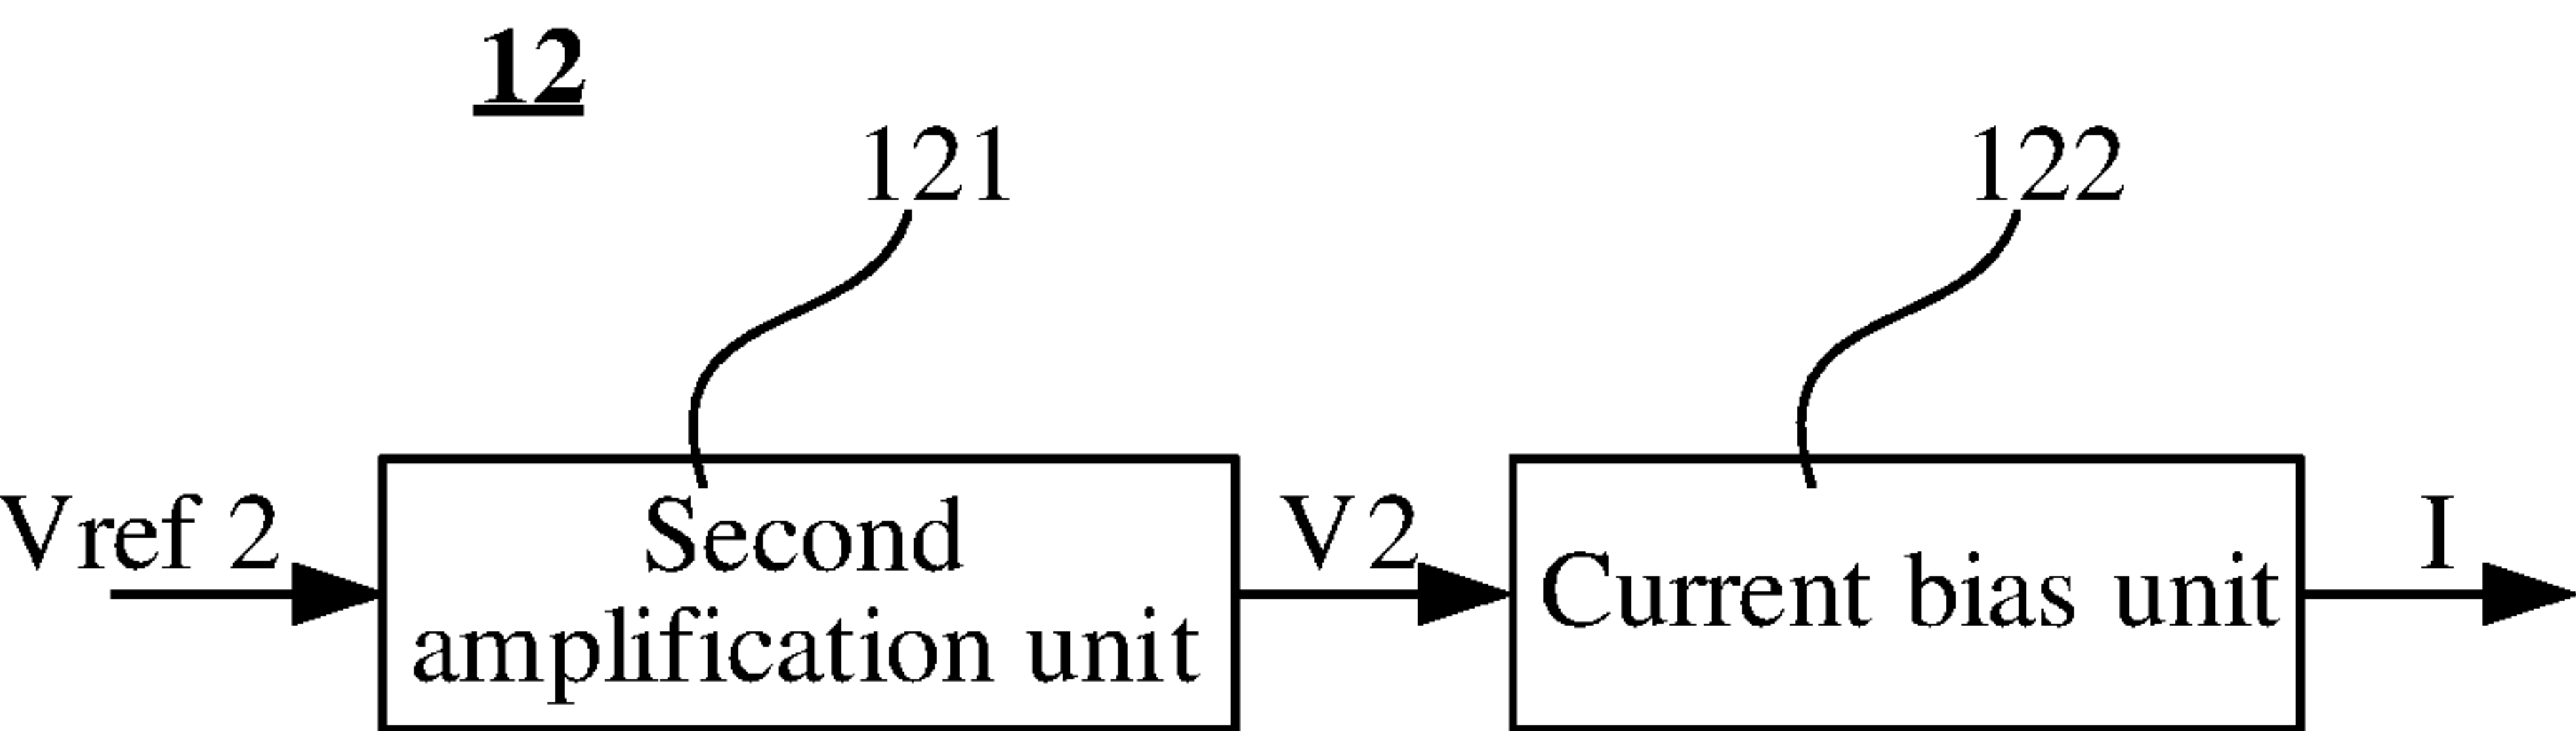 12
121
122
Vref 2
Second
amplification unit
V2
Current bias unit
I